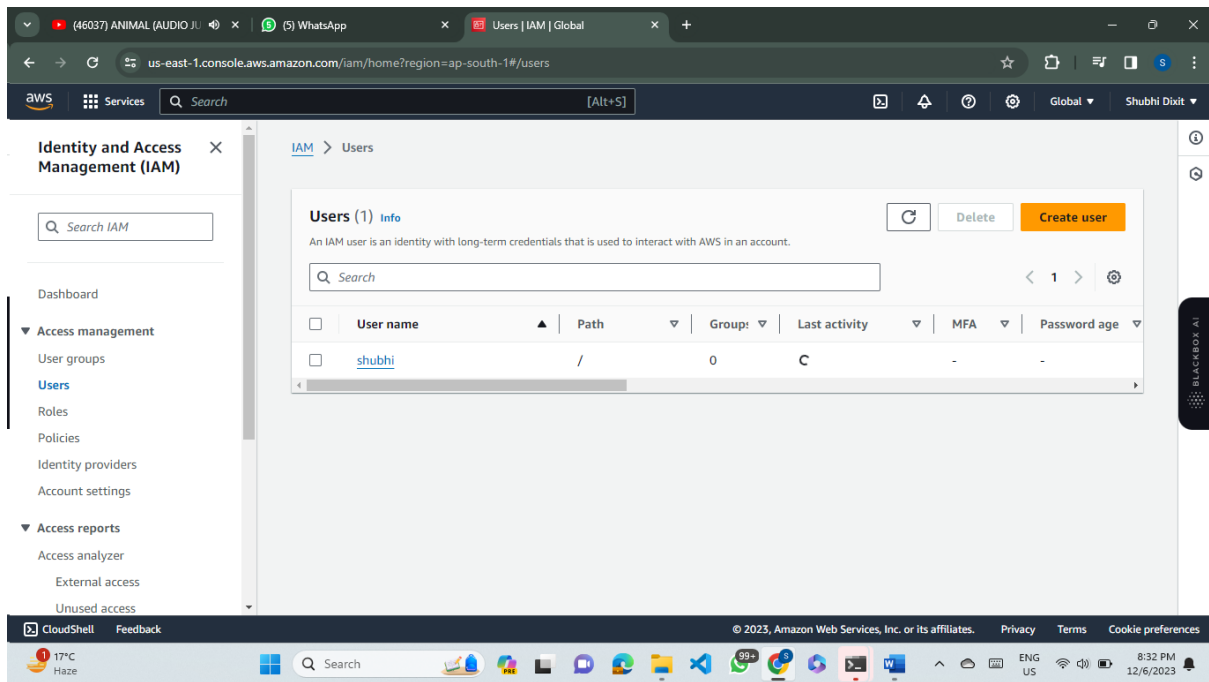 (46037) ANIMAL (AUDIO JU
(5) WhatsApp
Users | IAM | Global
us-east-1.console.aws.amazon.com/iam/home?region=ap-south-1#/users
S
aws
Services
Search
[Alt+S]
Global
Shubhi Dixit
Identity and Access
Management (IAM)
Search IAM
Dashboard
Access management
User groups
Users
Roles
Policies
Identity providers
Account settings
Access reports
Access analyzer
External access
Unused access
IAM > Users
Users (1) Info
Delete
Create user
An IAM user is an identity with long-term credentials that is used to interact with AWS in an account.
Search
1
User name Path Groups Last activity MFA Password age
shubhi / 0 - -
BLACKBOX AI
CloudShell Feedback
© 2023, Amazon Web Services, Inc. or its affiliates. Privacy Terms Cookie preferences
1
17°C
Haze
Search
PRE
99+
S
W
ENG
US
8:32 PM
12/6/2023